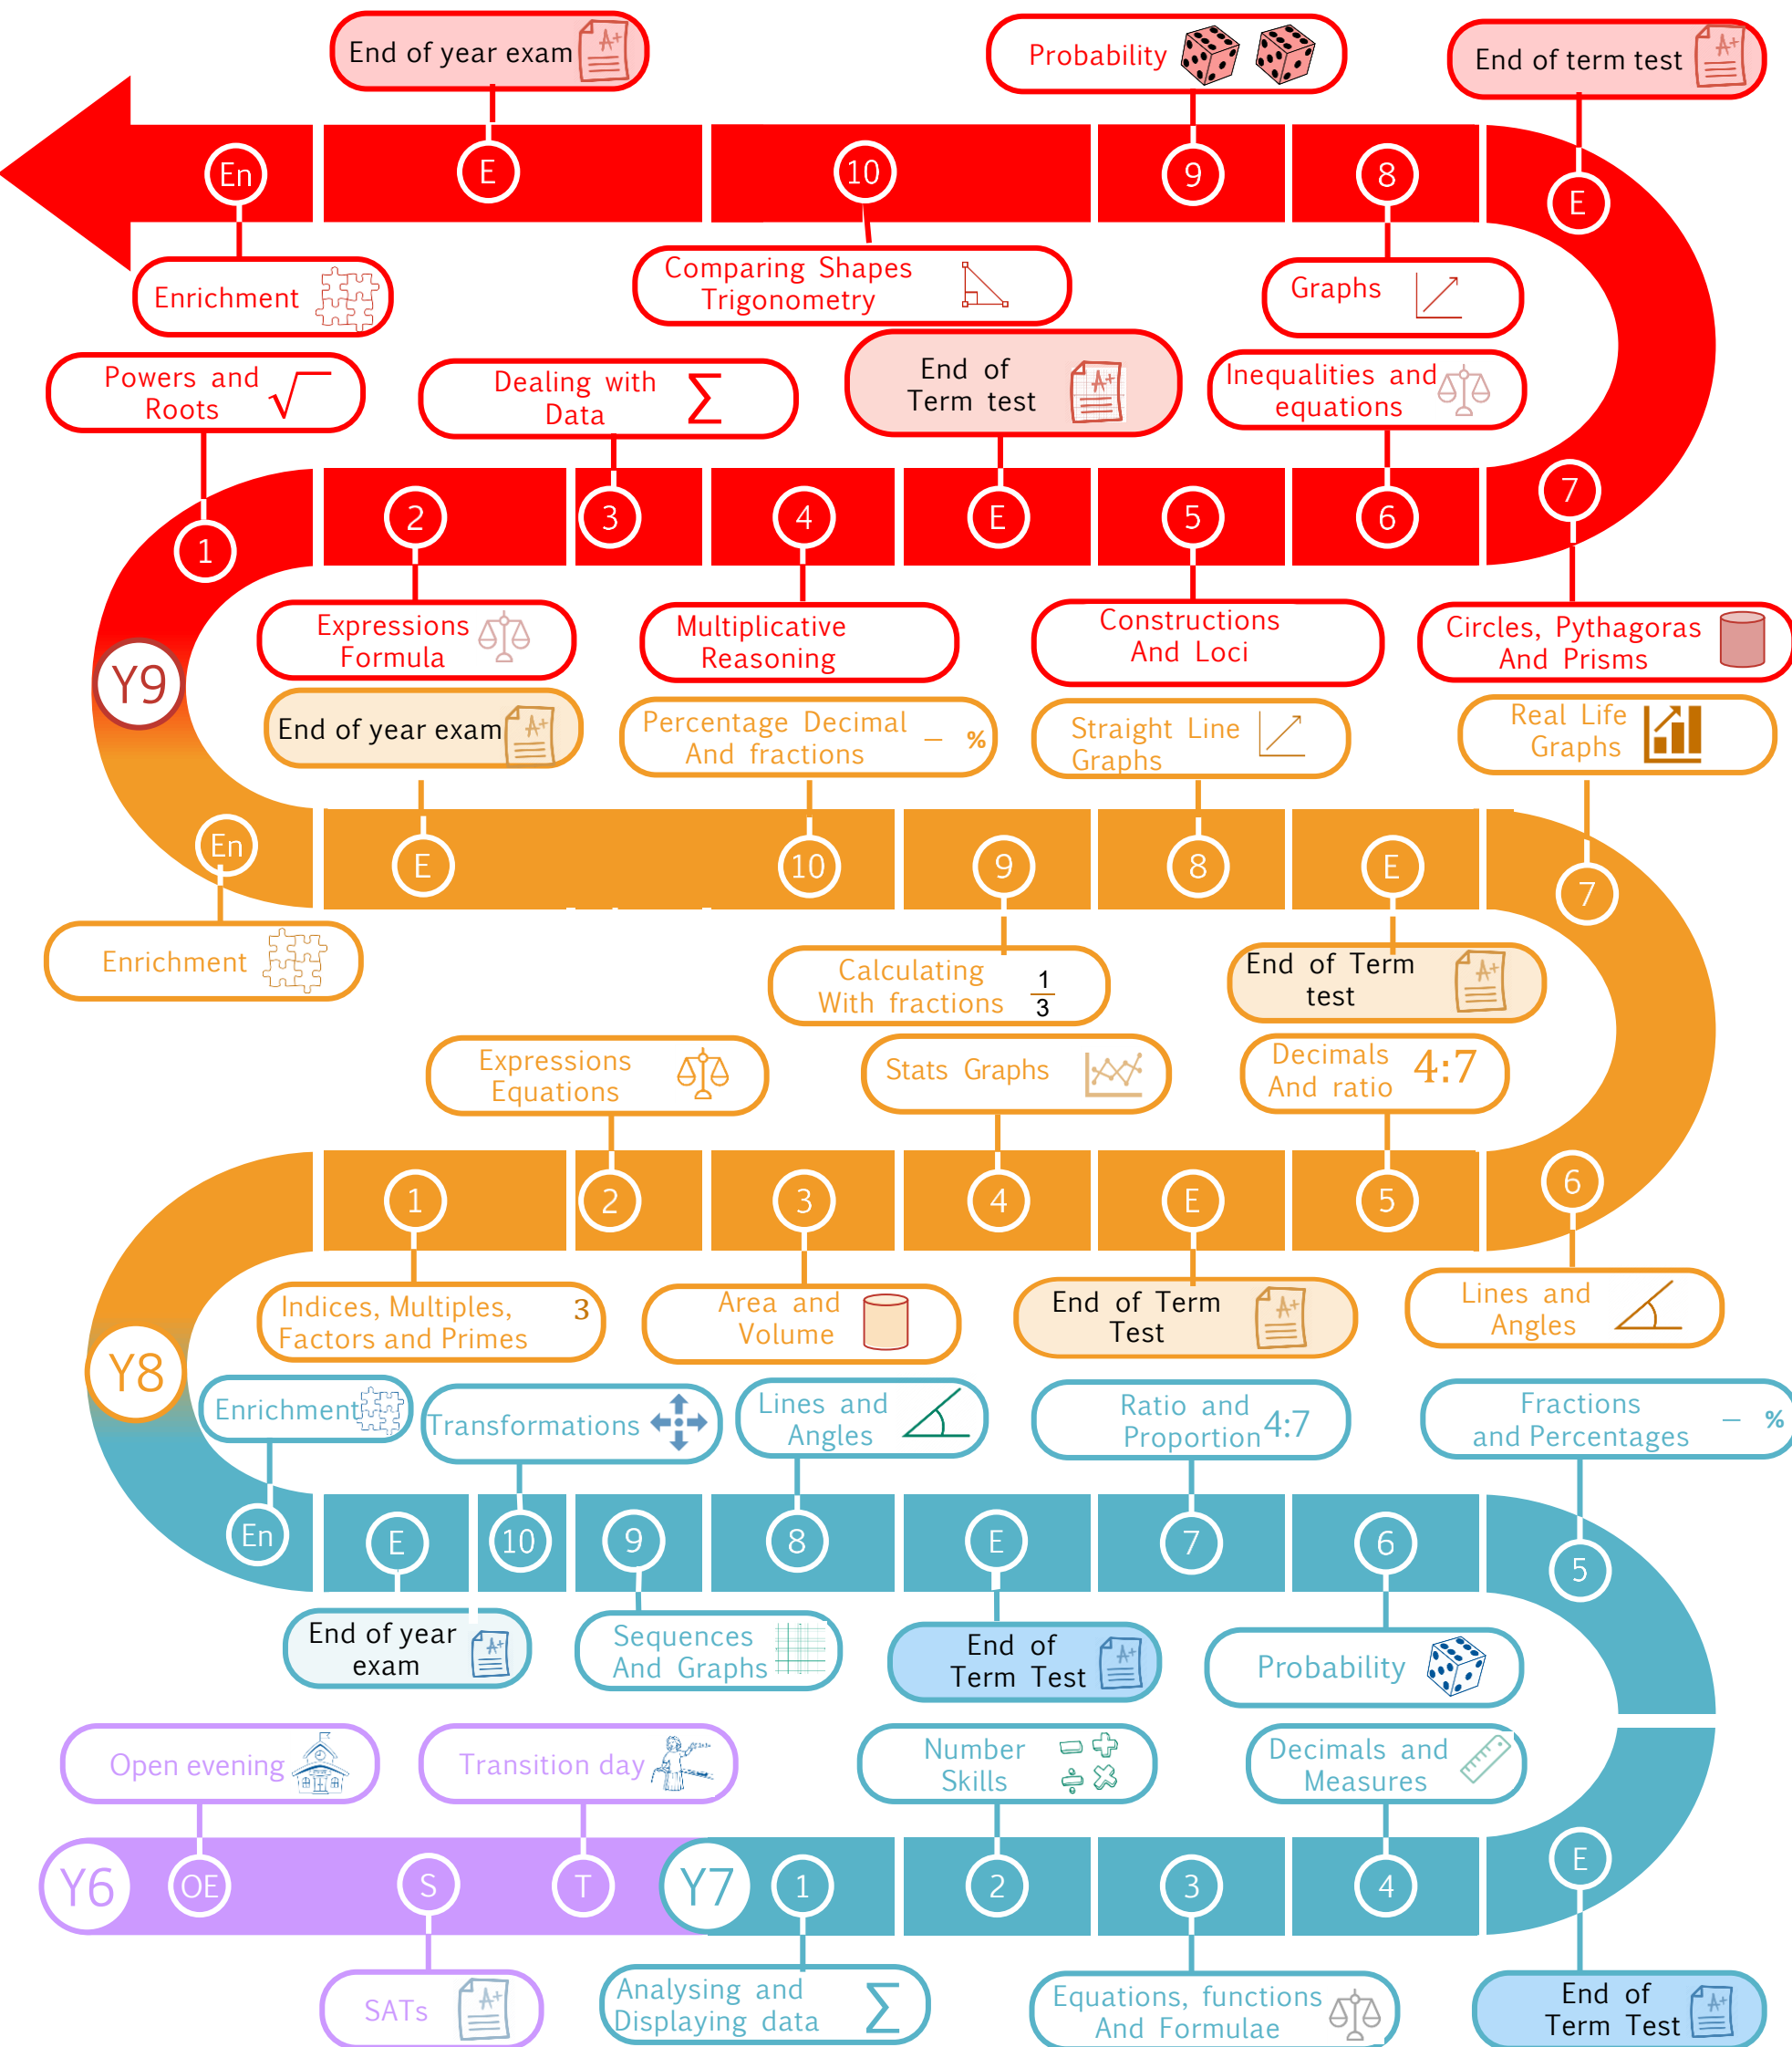 End of year exam
Probability
End of term test
En
E
10
9
8
E
Enrichment
Comparing Shapes
Trigonometry
Graphs
Powers and
Roots
Dealing with
Data
∑
End of
Term test
Inequalities and
equations
1
2
3
4
E
5
6
7
Y9
Expressions
Formula
Multiplicative
Reasoning
Constructions
And Loci
Circles, Pythagoras
And Prisms
End of year exam
Percentage Decimal
And fractions
– %
Straight Line
Graphs
Real Life
Graphs
En
E
10
9
8
E
7
Enrichment
Calculating
With fractions
1
3
End of Term
test
Expressions
Equations
Stats Graphs
Decimals
And ratio
4:7
1
2
3
4
E
5
6
Indices, Multiples,
Factors and Primes
3
Area and
Volume
End of Term
Test
Lines and
Angles
Y8
Enrichment
Transformations
Lines and
Angles
Ratio and
Proportion
4:7
Fractions
and Percentages
– %
En
E
10
9
8
E
7
6
5
End of year
exam
Sequences
And Graphs
End of
Term Test
Probability
Open evening
Transition day
Number
Skills
Decimals and
Measures
Y6
OE
S
T
Y7
1
2
3
4
E
SATs
Analysing and
Displaying data
∑
Equations, functions
And Formulae
End of
Term Test